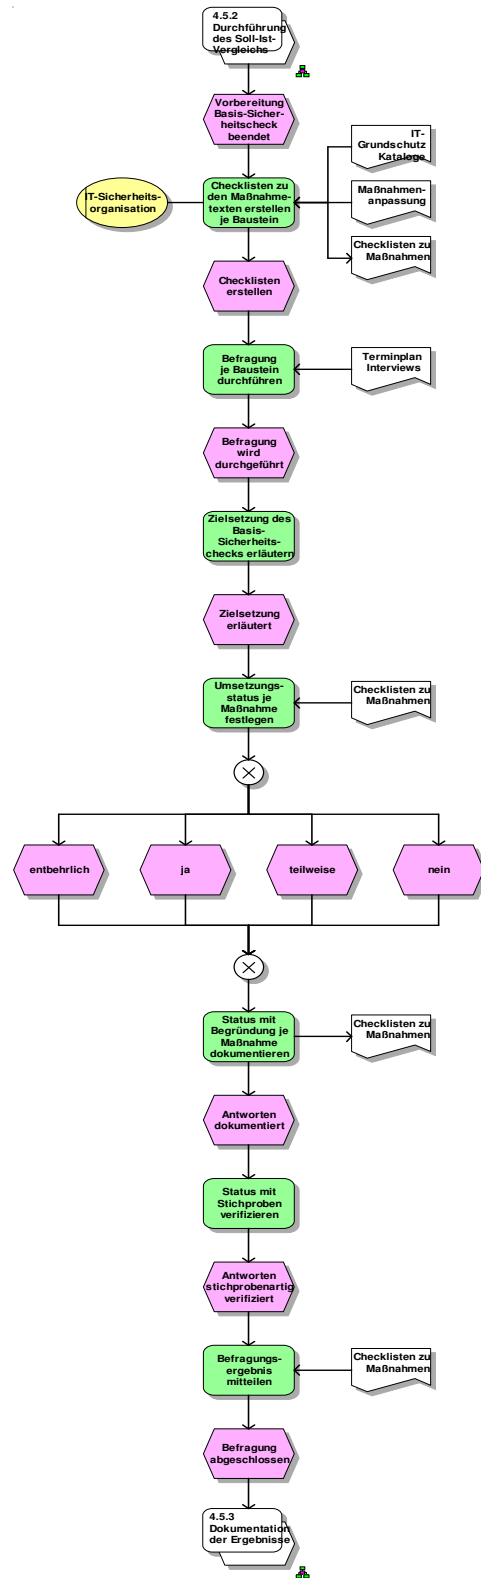 4.5.2
Durchführung
des Soll-Ist-
Vergleichs
Vorbereitung
Basis-Sicher-
heitscheck
beendet
IT-
Grundschutz
Kataloge
IT-Sicherheits-
organisation
Checklisten zu
den Maßnahme-
texten erstellen
je Baustein
Maßnahmen-
anpassung
Checklisten zu
Maßnahmen
Checklisten
erstellen
Befragung
je Baustein
durchführen
Terminplan
Interviews
Befragung
wird
durchgeführt
Zielsetzung des
Basis-
Sicherheits-
checks erläutern
Zielsetzung
erläutert
Umsetzungs-
status je
Maßnahme
festlegen
Checklisten zu
Maßnahmen
entbehrlich
ja
teilweise
nein
Status mit
Begründung je
Maßnahme
dokumentieren
Checklisten zu
Maßnahmen
Antworten
dokumentiert
Status mit
Stichproben
verifizieren
Antworten
stichprobenartig
verifiziert
Befragungs-
ergebnis
mitteilen
Checklisten zu
Maßnahmen
Befragung
abgeschlossen
4.5.3
Dokumentation
der Ergebnisse